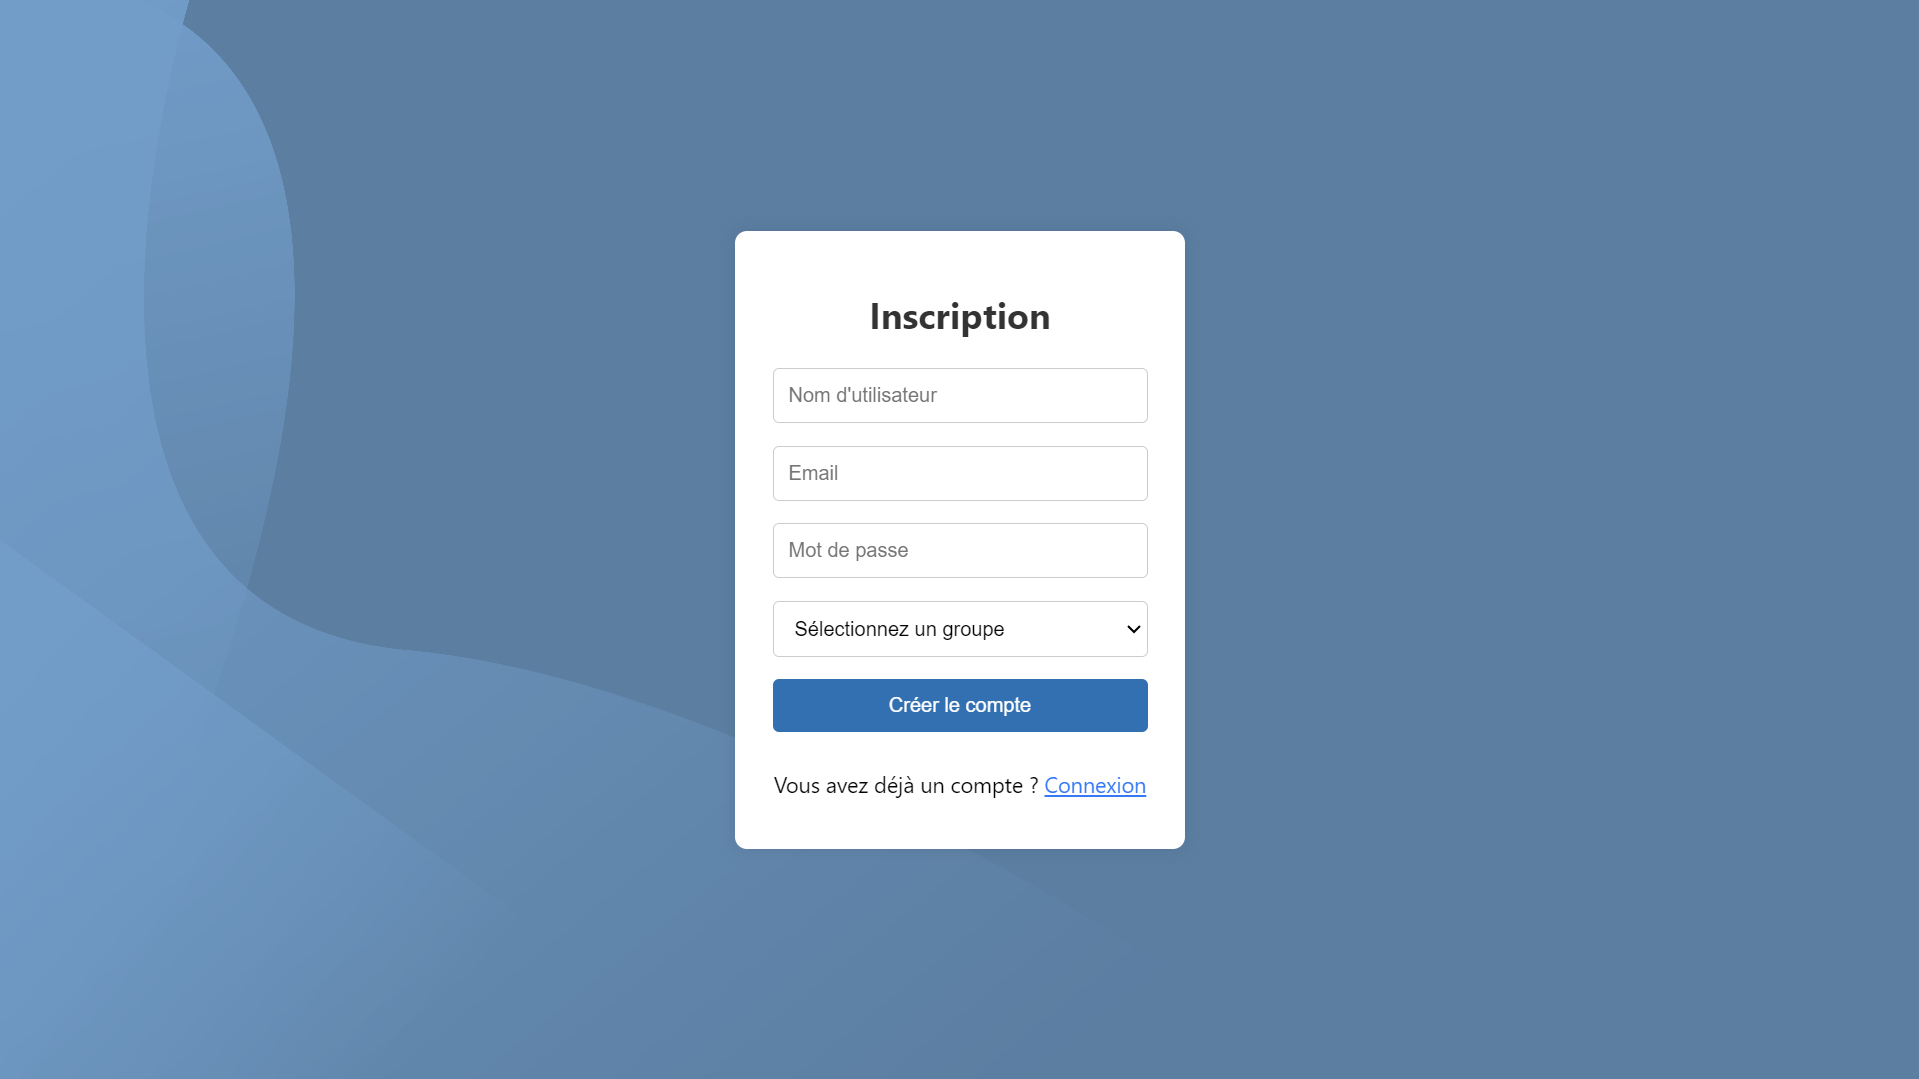 Inscription
Nom d'utilisateur
Email
Mot de passe
Sélectionnez un groupe
Créer le compte
Vous avez déjà un compte ? Connexion